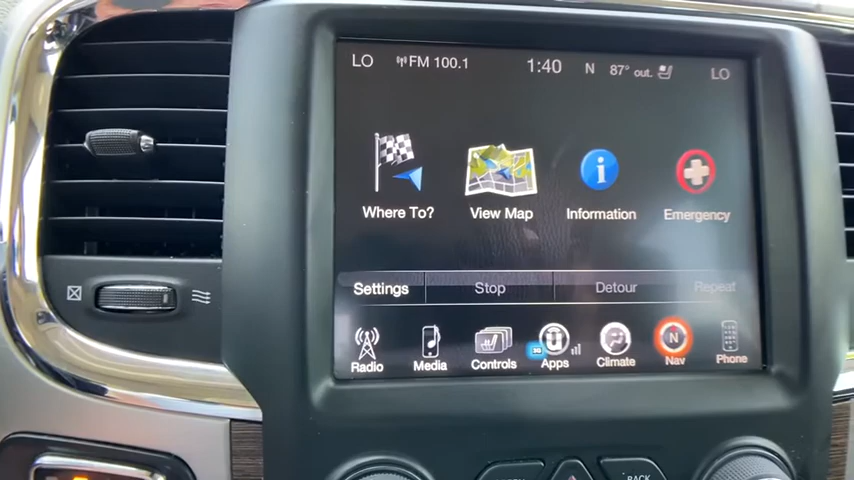 LO FM 100.1 1:40 N 87° out. LO
Where To? View Map Information Emergency
Settings Stop Detour Repeat
3G N
Radio Media Controls Apps Climate Nav Phone
BACK